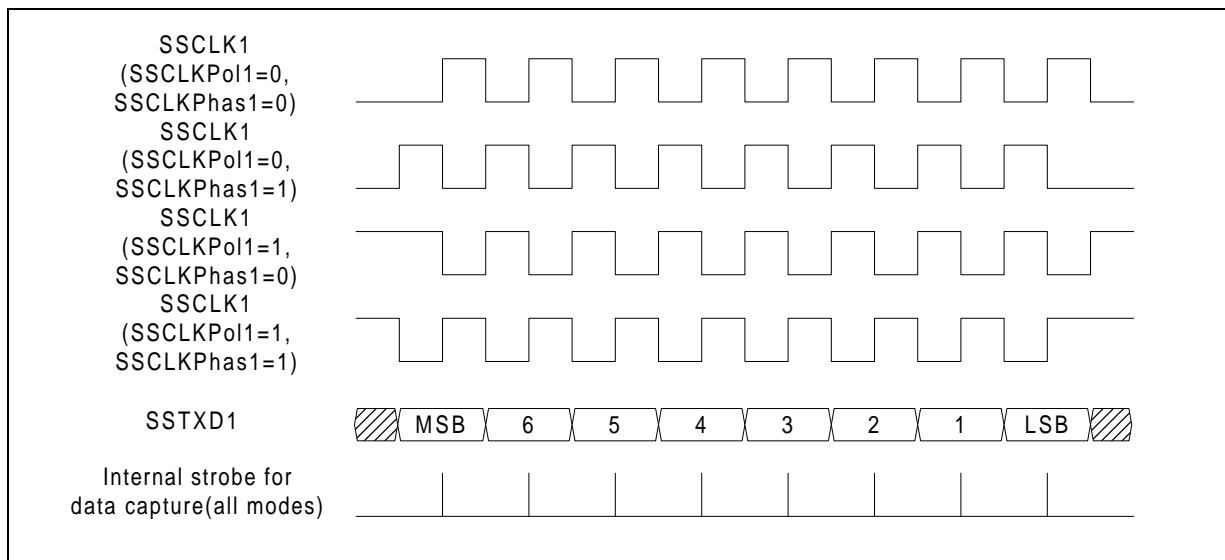 SSCLK1
(SSCLKPol1=0,
SSCLKPhas1=0)
SSCLK1
(SSCLKPol1=0,
SSCLKPhas1=1)
SSCLK1
(SSCLKPol1=1,
SSCLKPhas1=0)
SSCLK1
(SSCLKPol1=1,
SSCLKPhas1=1)
SSTXD1 MSB 6 5 4 3 2 1 LSB
Internal strobe for
data capture(all modes)